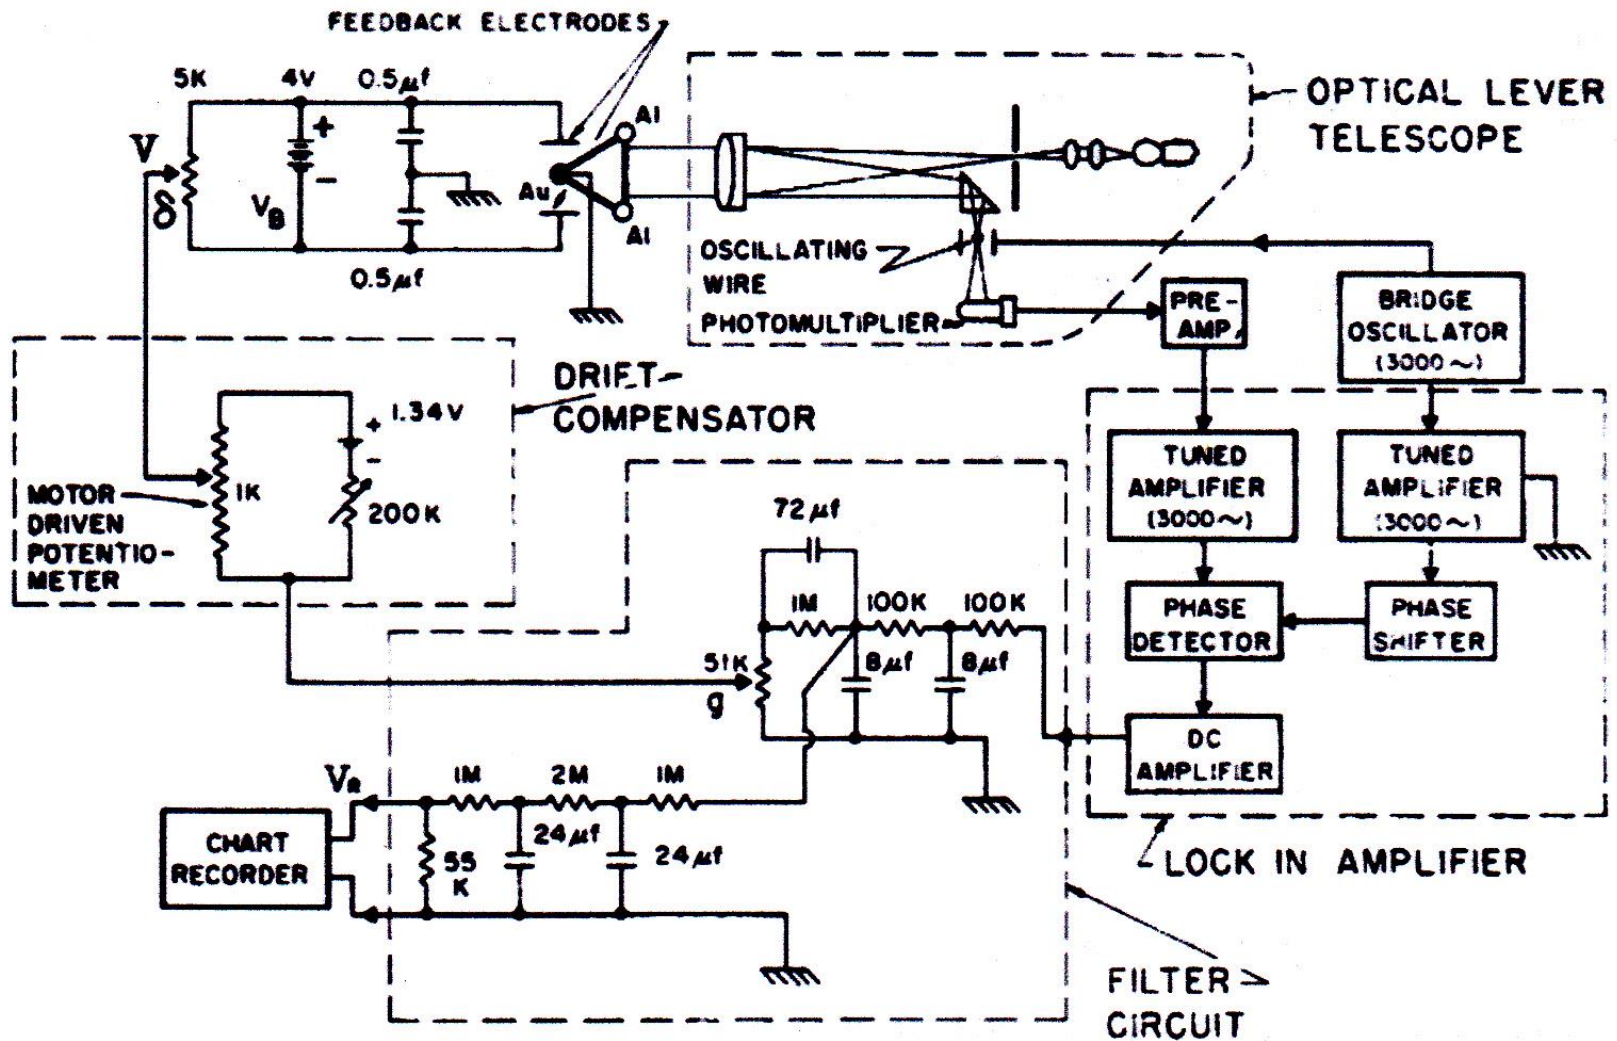 FEEDBACK ELECTRODES
5K
4V
0.5μf
Al
OPTICAL LEVER
TELESCOPE
V
+
-
δ
V_B
Au
Al
0.5μf
OSCILLATING
WIRE
PHOTOMULTIPLIER
PRE-
AMP.
BRIDGE
OSCILLATOR
(3000~)
DRIFT-
COMPENSATOR
+ 1.34V
-
1K
200K
MOTOR
DRIVEN
POTENTIO-
METER
TUNED
AMPLIFIER
(3000~)
TUNED
AMPLIFIER
(3000~)
72μf
1M
100K
100K
PHASE
DETECTOR
PHASE
SHIFTER
51K
g
8μf
8μf
DC
AMPLIFIER
V_R
1M
2M
1M
CHART
RECORDER
55
K
24μf
24μf
LOCK IN AMPLIFIER
FILTER
CIRCUIT